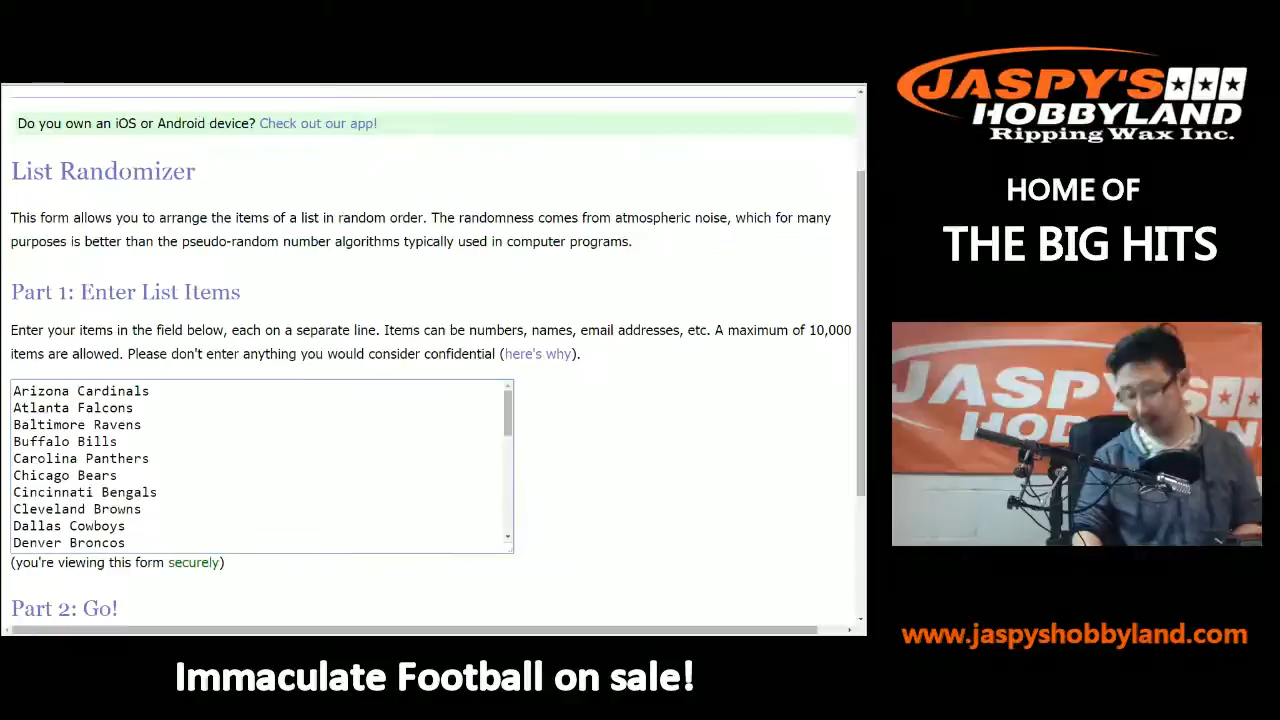 Do you own an iOS or Android device? Check out our app!
List Randomizer
This form allows you to arrange the items of a list in random order. The randomness comes from atmospheric noise, which for many
purposes is better than the pseudo-random number algorithms typically used in computer programs.
Part 1: Enter List Items
Enter your items in the field below, each on a separate line. Items can be numbers, names, email addresses, etc. A maximum of 10,000
items are allowed. Please don't enter anything you would consider confidential (here's why).
Arizona Cardinals
Atlanta Falcons
Baltimore Ravens
Buffalo Bills
Carolina Panthers
Chicago Bears
Cincinnati Bengals
Cleveland Browns
Dallas Cowboys
Denver Broncos
(you're viewing this form securely)
Part 2: Go!
Immaculate Football on sale!
JASPY'S
HOBBYLAND
Ripping Wax Inc.
HOME OF
THE BIG HITS
JASPY'S
www.jaspyshobbyland.com